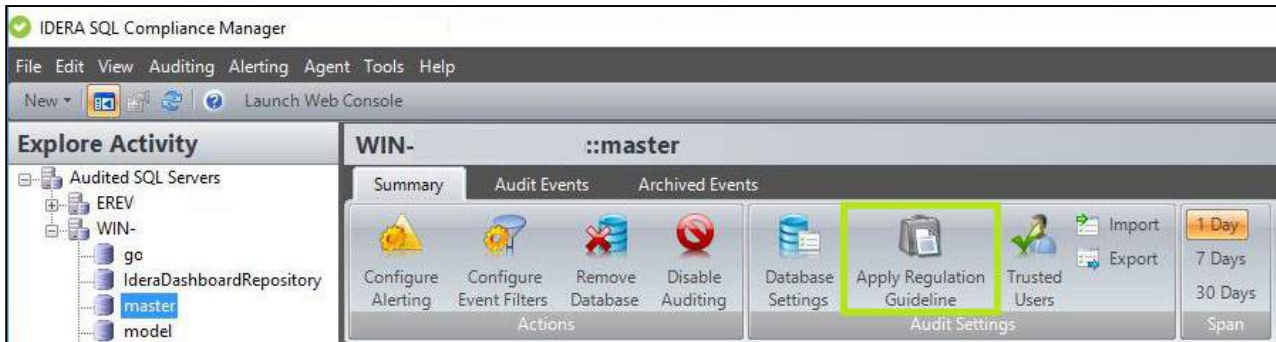 IDERA SQL Compliance Manager
File Edit View Auditing Alerting Agent Tools Help
New Launch Web Console
Explore Activity
Audited SQL Servers
EREV
WIN-
go
IderaDashboardRepository
master
model
WIN- ::master
Summary Audit Events Archived Events
Configure Alerting
Configure Event Filters
Remove Database
Disable Auditing
Actions
Database Settings
Apply Regulation Guideline
Trusted Users
Import
Export
Audit Settings
1 Day
7 Days
30 Days
Span